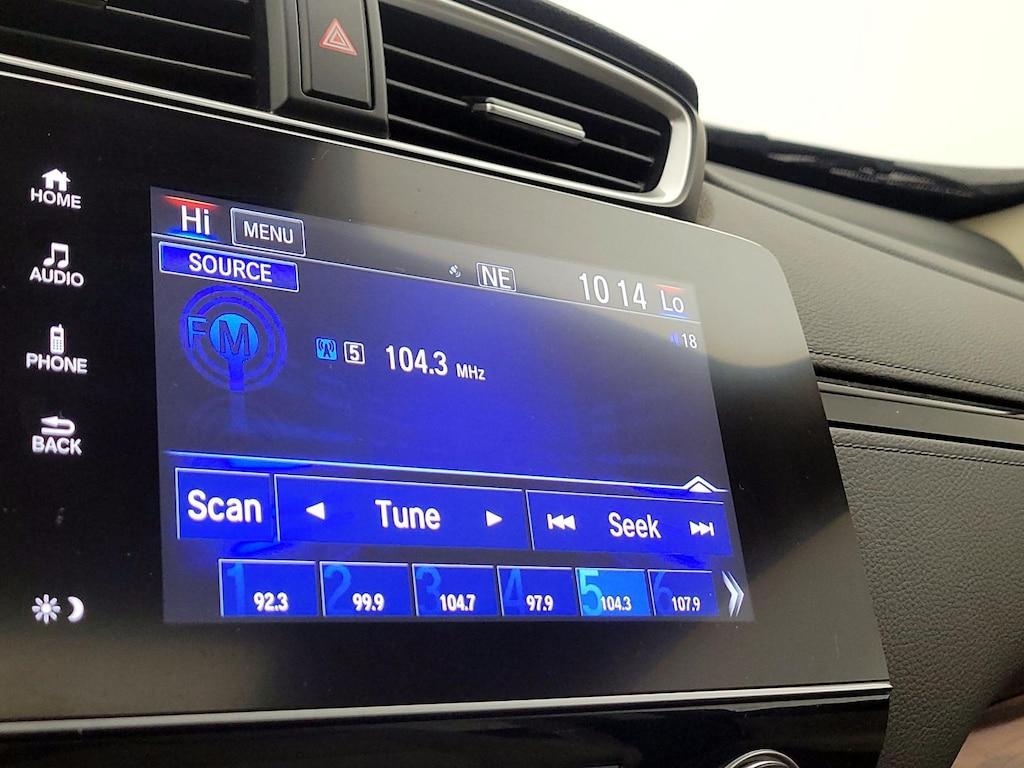 HOME
AUDIO
PHONE
BACK
Hi MENU
SOURCE
NE 10 14 Lo
18
FM
5 104.3 MHz
Scan Tune Seek
1 92.3 2 99.9 3 104.7 4 97.9 5 104.3 6 107.9